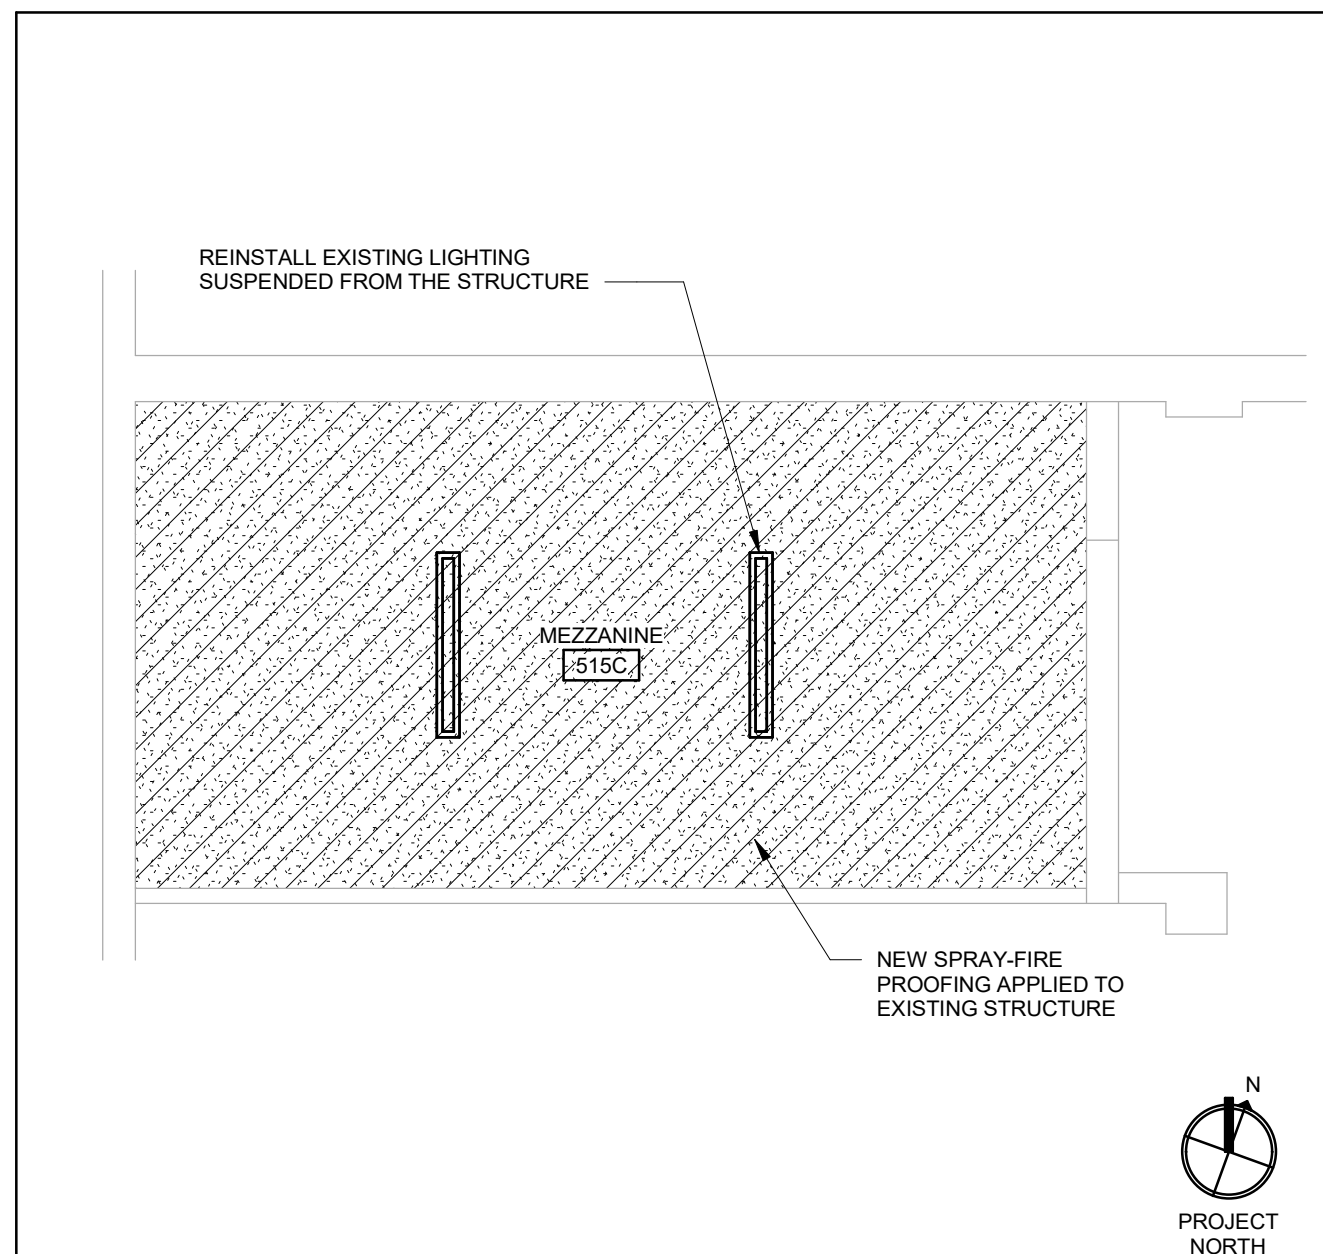 REINSTALL EXISTING LIGHTING
SUSPENDED FROM THE STRUCTURE
MEZZANINE
515C
NEW SPRAY-FIRE
PROOFING APPLIED TO
EXISTING STRUCTURE
N
PROJECT
NORTH